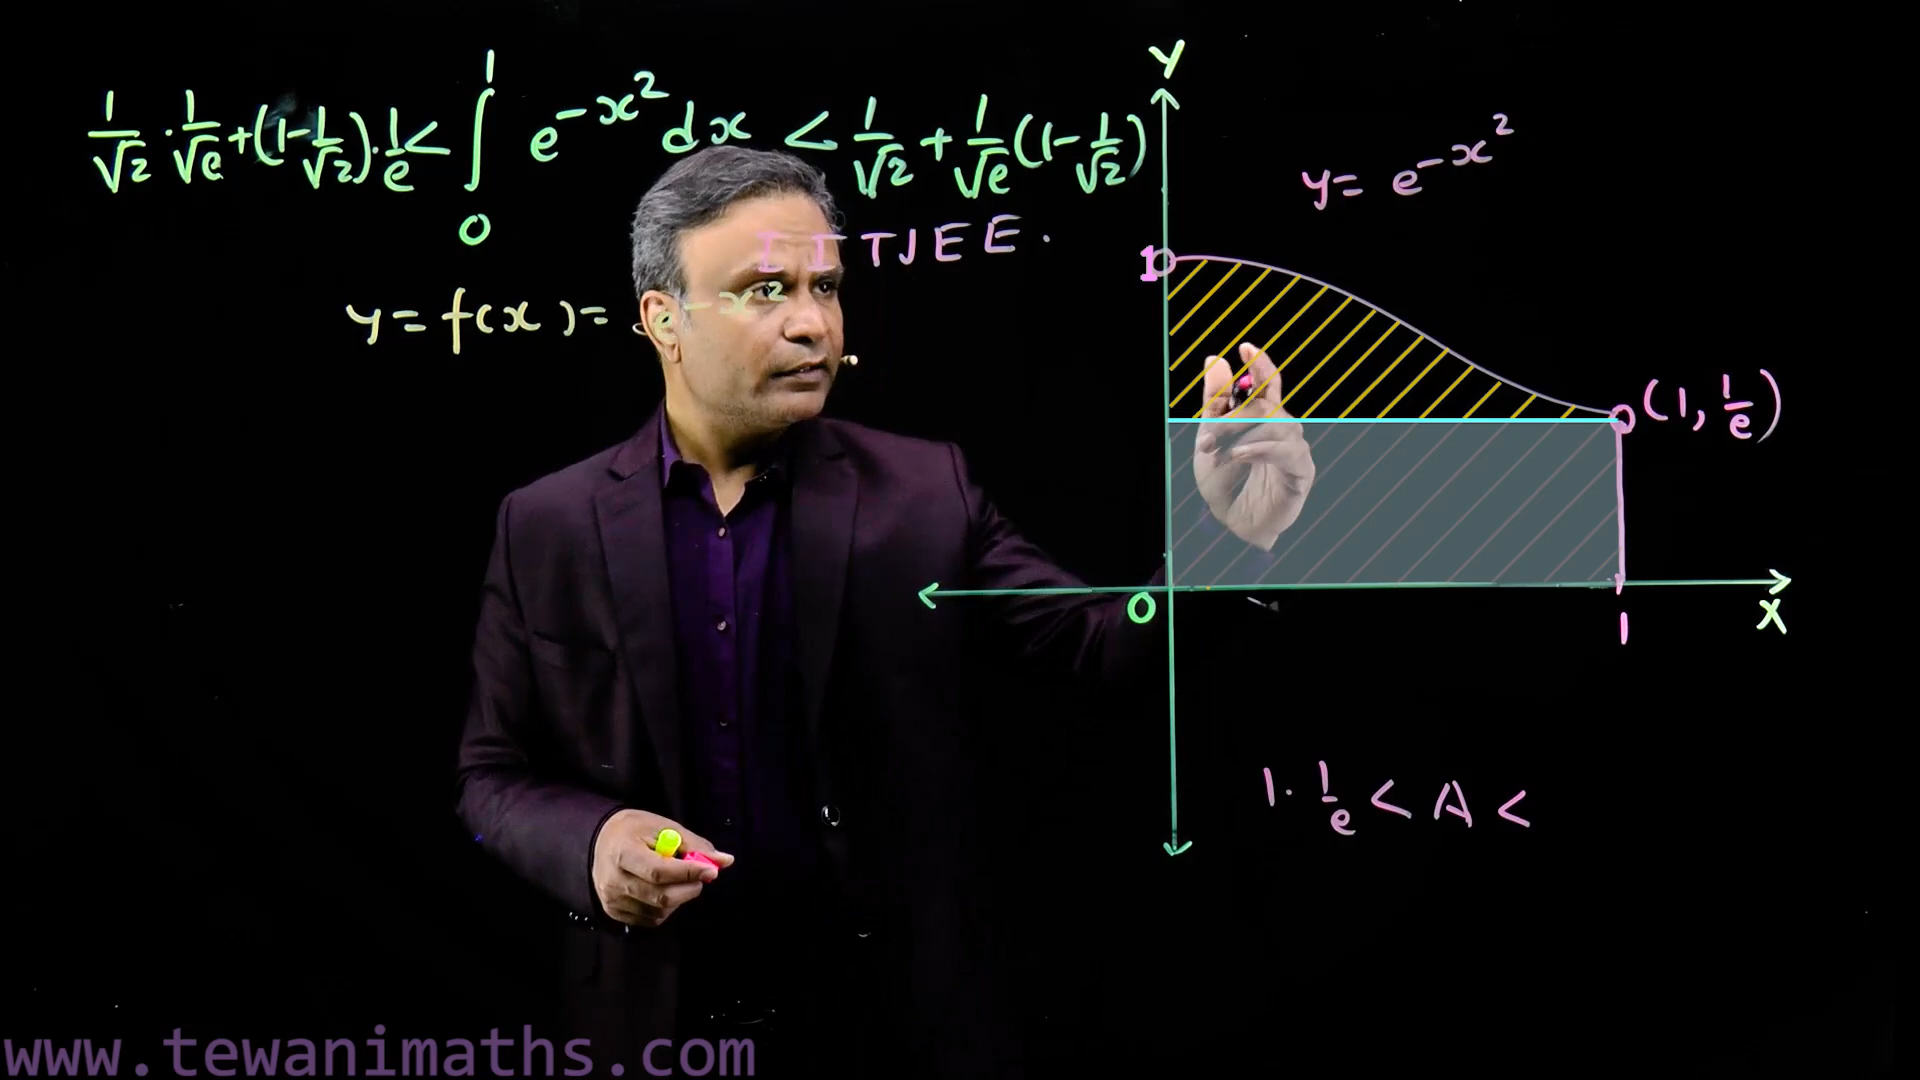 1/√2 · 1/√e + (1 - 1/√2) · 1/e < ∫₀¹ e^{-x²} dx < 1/√2 + 1/√e (1 - 1/√2)
IITJEE.
y = f(x) = e^{-x²}
Y
y = e^{-x²}
1
(1, 1/e)
O
1
X
1 · 1/e < A <
www.tewanimaths.com